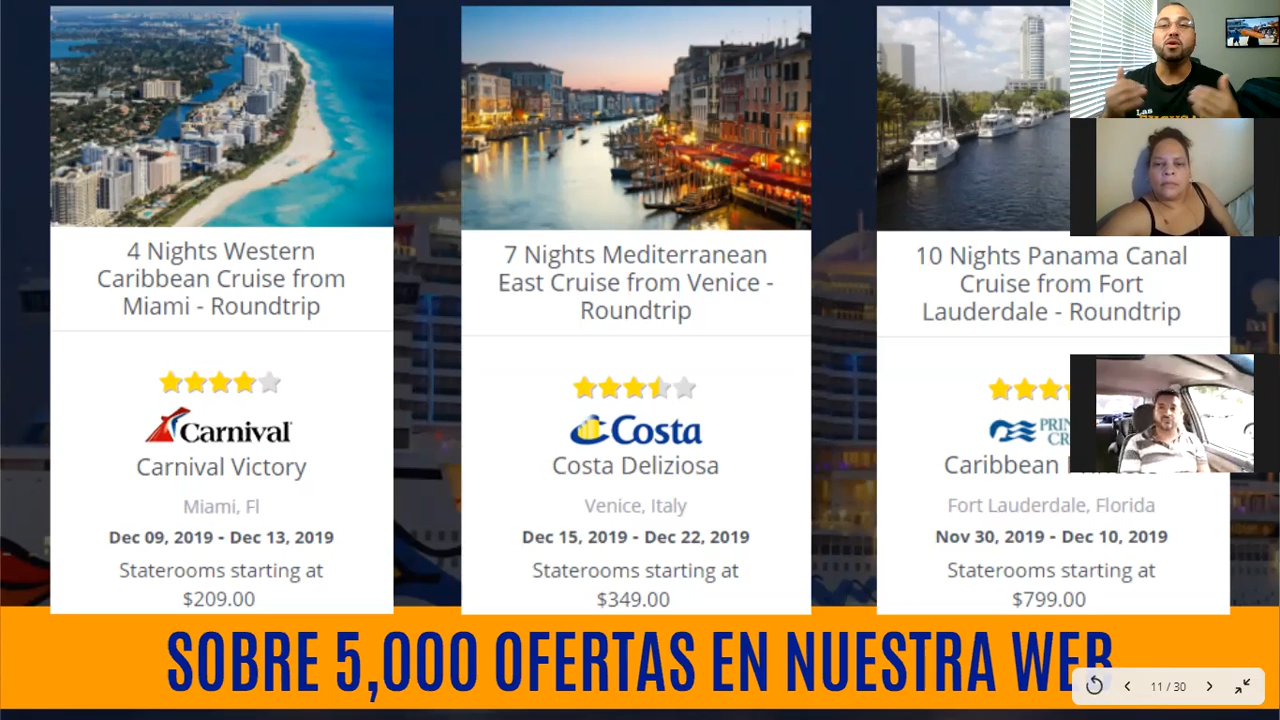 4 Nights Western
Caribbean Cruise from
Miami - Roundtrip
Carnival
Carnival Victory
Miami, Fl
Dec 09, 2019 - Dec 13, 2019
Staterooms starting at
$209.00
7 Nights Mediterranean
East Cruise from Venice -
Roundtrip
Costa
Costa Deliziosa
Venice, Italy
Dec 15, 2019 - Dec 22, 2019
Staterooms starting at
$349.00
10 Nights Panama Canal
Cruise from Fort
Lauderdale - Roundtrip
Caribbean
Fort Lauderdale, Florida
Nov 30, 2019 - Dec 10, 2019
Staterooms starting at
$799.00
Las
SOBRE 5,000 OFERTAS EN NUESTRA WEB
11 / 30